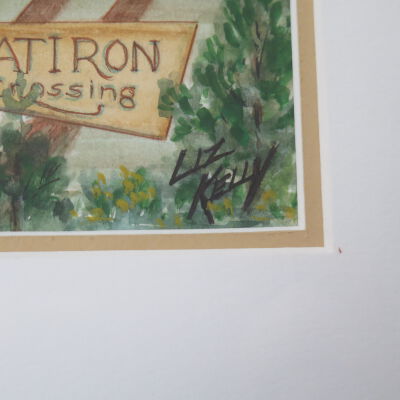 ATIRON
Crossing
LIZ
KELLY